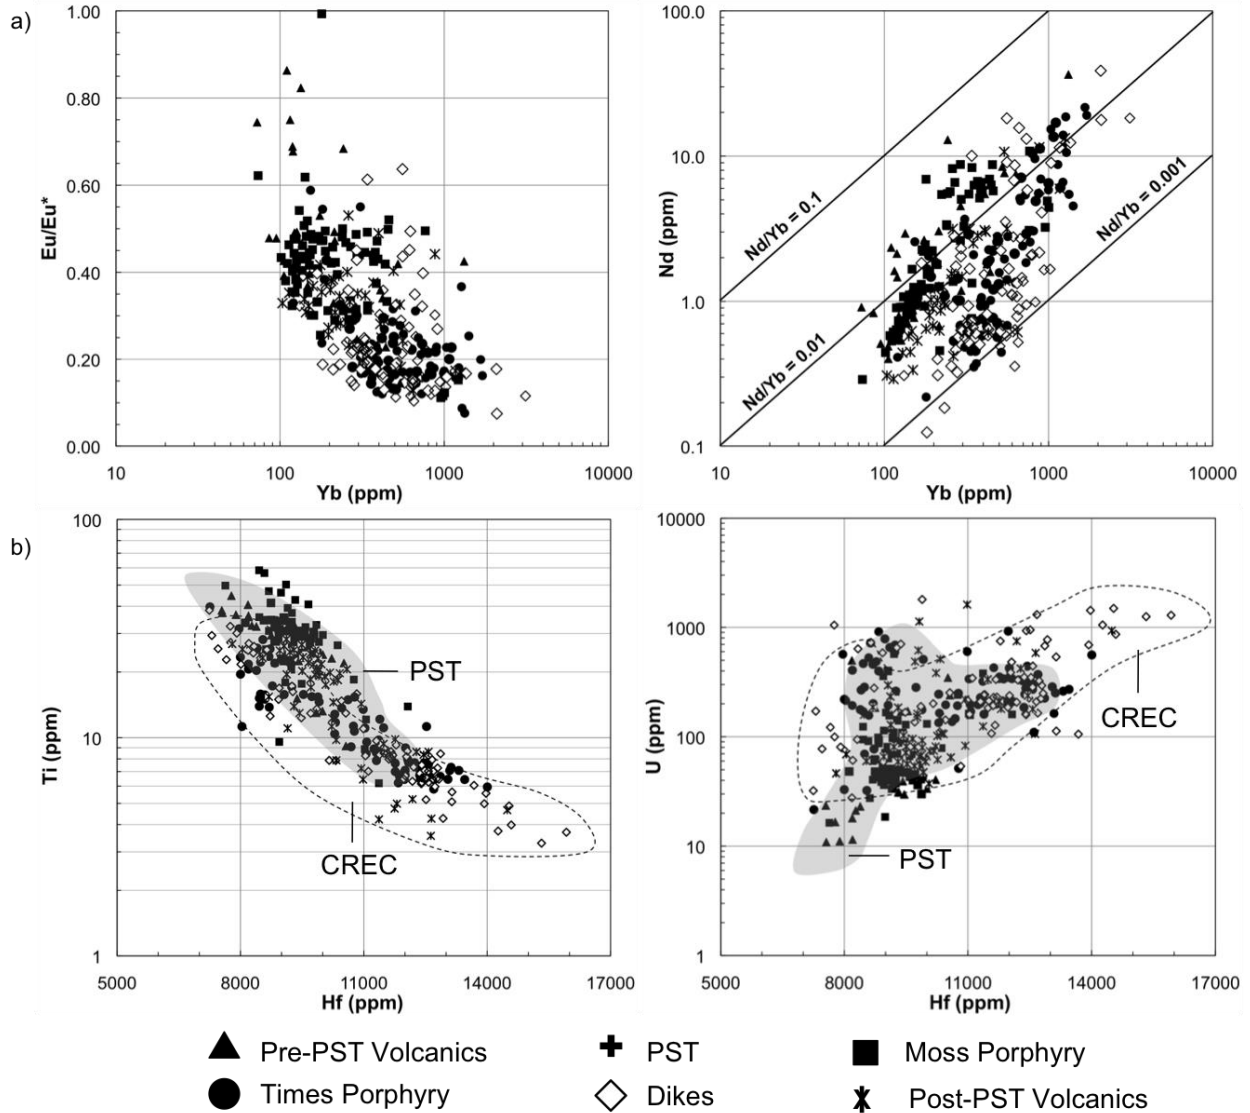 a)
1.00
0.80
0.60
0.40
0.20
0.00
Eu/Eu*
10
100
1000
10000
Yb (ppm)
100.0
10.0
1.0
0.1
Nd (ppm)
Nd/Yb = 0.1
Nd/Yb = 0.01
Nd/Yb = 0.001
10
100
1000
10000
Yb (ppm)
b)
100
10
1
Ti (ppm)
PST
CREC
5000
8000
11000
14000
17000
Hf (ppm)
10000
1000
100
10
1
U (ppm)
CREC
PST
5000
8000
11000
14000
17000
Hf (ppm)
Pre-PST Volcanics
PST
Moss Porphyry
Times Porphyry
Dikes
Post-PST Volcanics